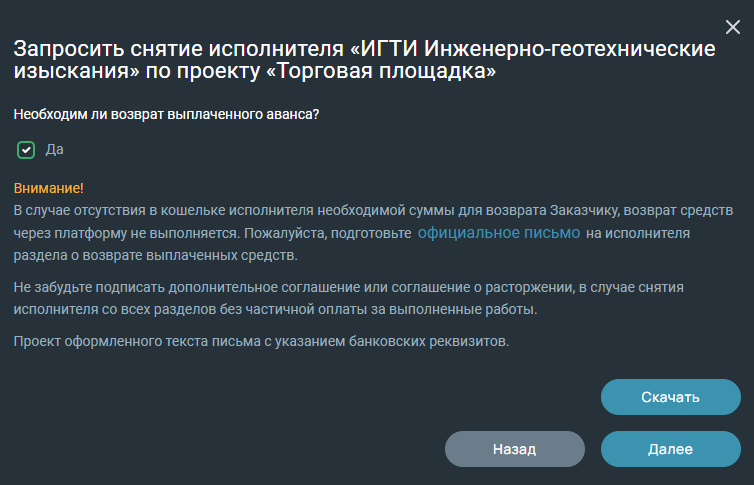 Запросить снятие исполнителя «ИГТИ Инженерно-геотехнические
изыскания» по проекту «Торговая площадка»
Необходим ли возврат выплаченного аванса?
Да
Внимание!
В случае отсутствия в кошельке исполнителя необходимой суммы для возврата Заказчику, возврат средств
через платформу не выполняется. Пожалуйста, подготовьте официальное письмо на исполнителя
раздела о возврате выплаченных средств.
Не забудьте подписать дополнительное соглашение или соглашение о расторжении, в случае снятия
исполнителя со всех разделов без частичной оплаты за выполненные работы.
Проект оформленного текста письма с указанием банковских реквизитов.
Скачать
Назад
Далее